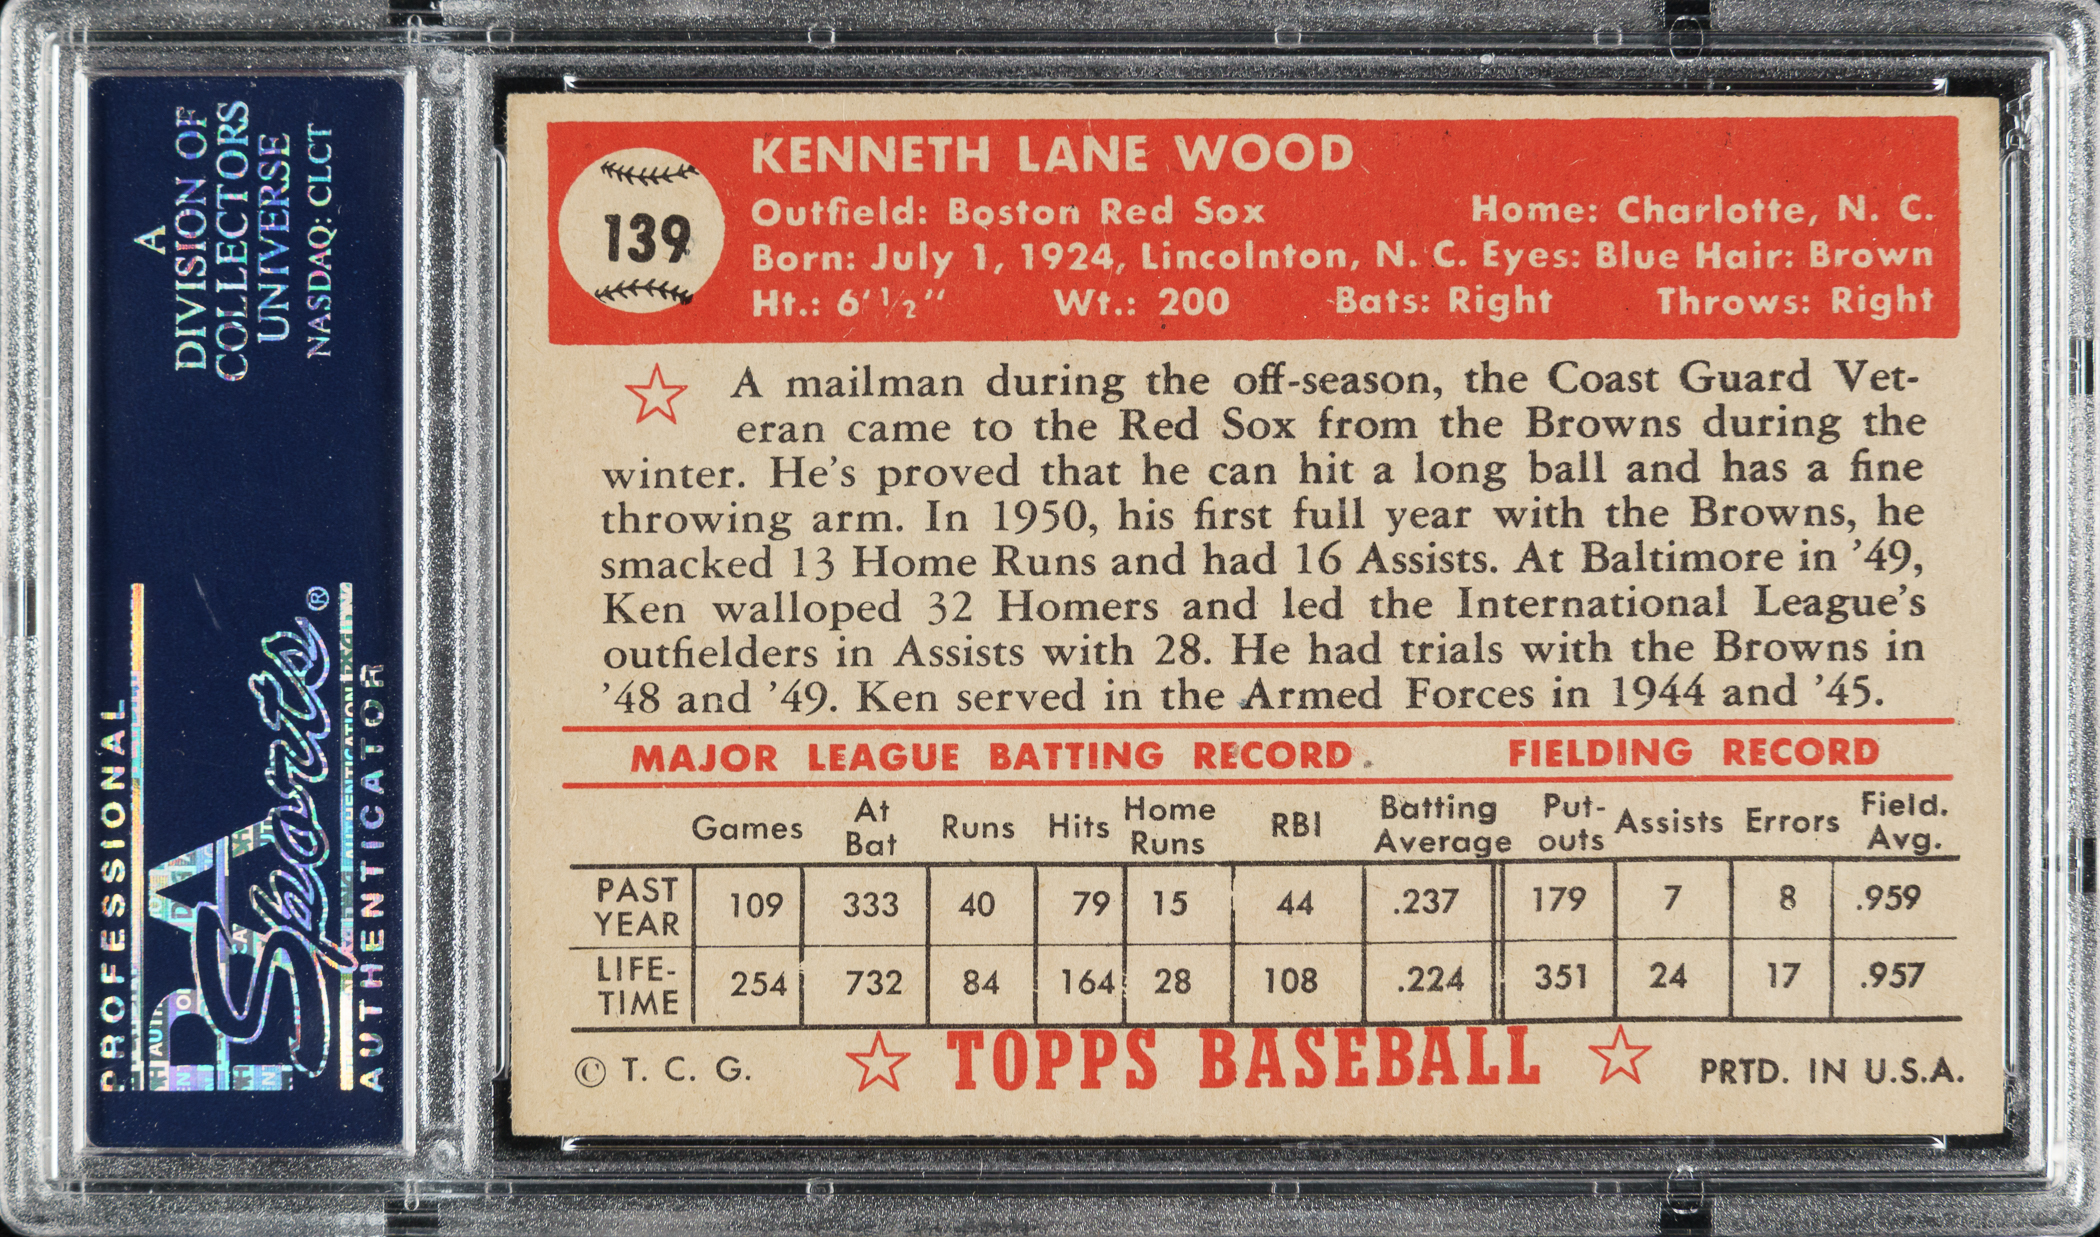 A
DIVISION OF
COLLECTORS
UNIVERSE
NASDAQ: CLCT
PROFESSIONAL
PSA
Sports®
AUTHENTICATOR
139
KENNETH LANE WOOD
Outfield: Boston Red Sox Home: Charlotte, N. C.
Born: July 1, 1924, Lincolnton, N. C. Eyes: Blue Hair: Brown
Ht.: 6' ½" Wt.: 200 Bats: Right Throws: Right
A mailman during the off-season, the Coast Guard Vet-
eran came to the Red Sox from the Browns during the
winter. He's proved that he can hit a long ball and has a fine
throwing arm. In 1950, his first full year with the Browns, he
smacked 13 Home Runs and had 16 Assists. At Baltimore in '49,
Ken walloped 32 Homers and led the International League's
outfielders in Assists with 28. He had trials with the Browns in
'48 and '49. Ken served in the Armed Forces in 1944 and '45.
MAJOR LEAGUE BATTING RECORD FIELDING RECORD
Games At Bat Runs Hits Home Runs RBI Batting Average Put-outs Assists Errors Field. Avg.
PAST YEAR 109 333 40 79 15 44 .237 179 7 8 .959
LIFE-TIME 254 732 84 164 28 108 .224 351 24 17 .957
© T. C. G. TOPPS BASEBALL PRTD. IN U.S.A.